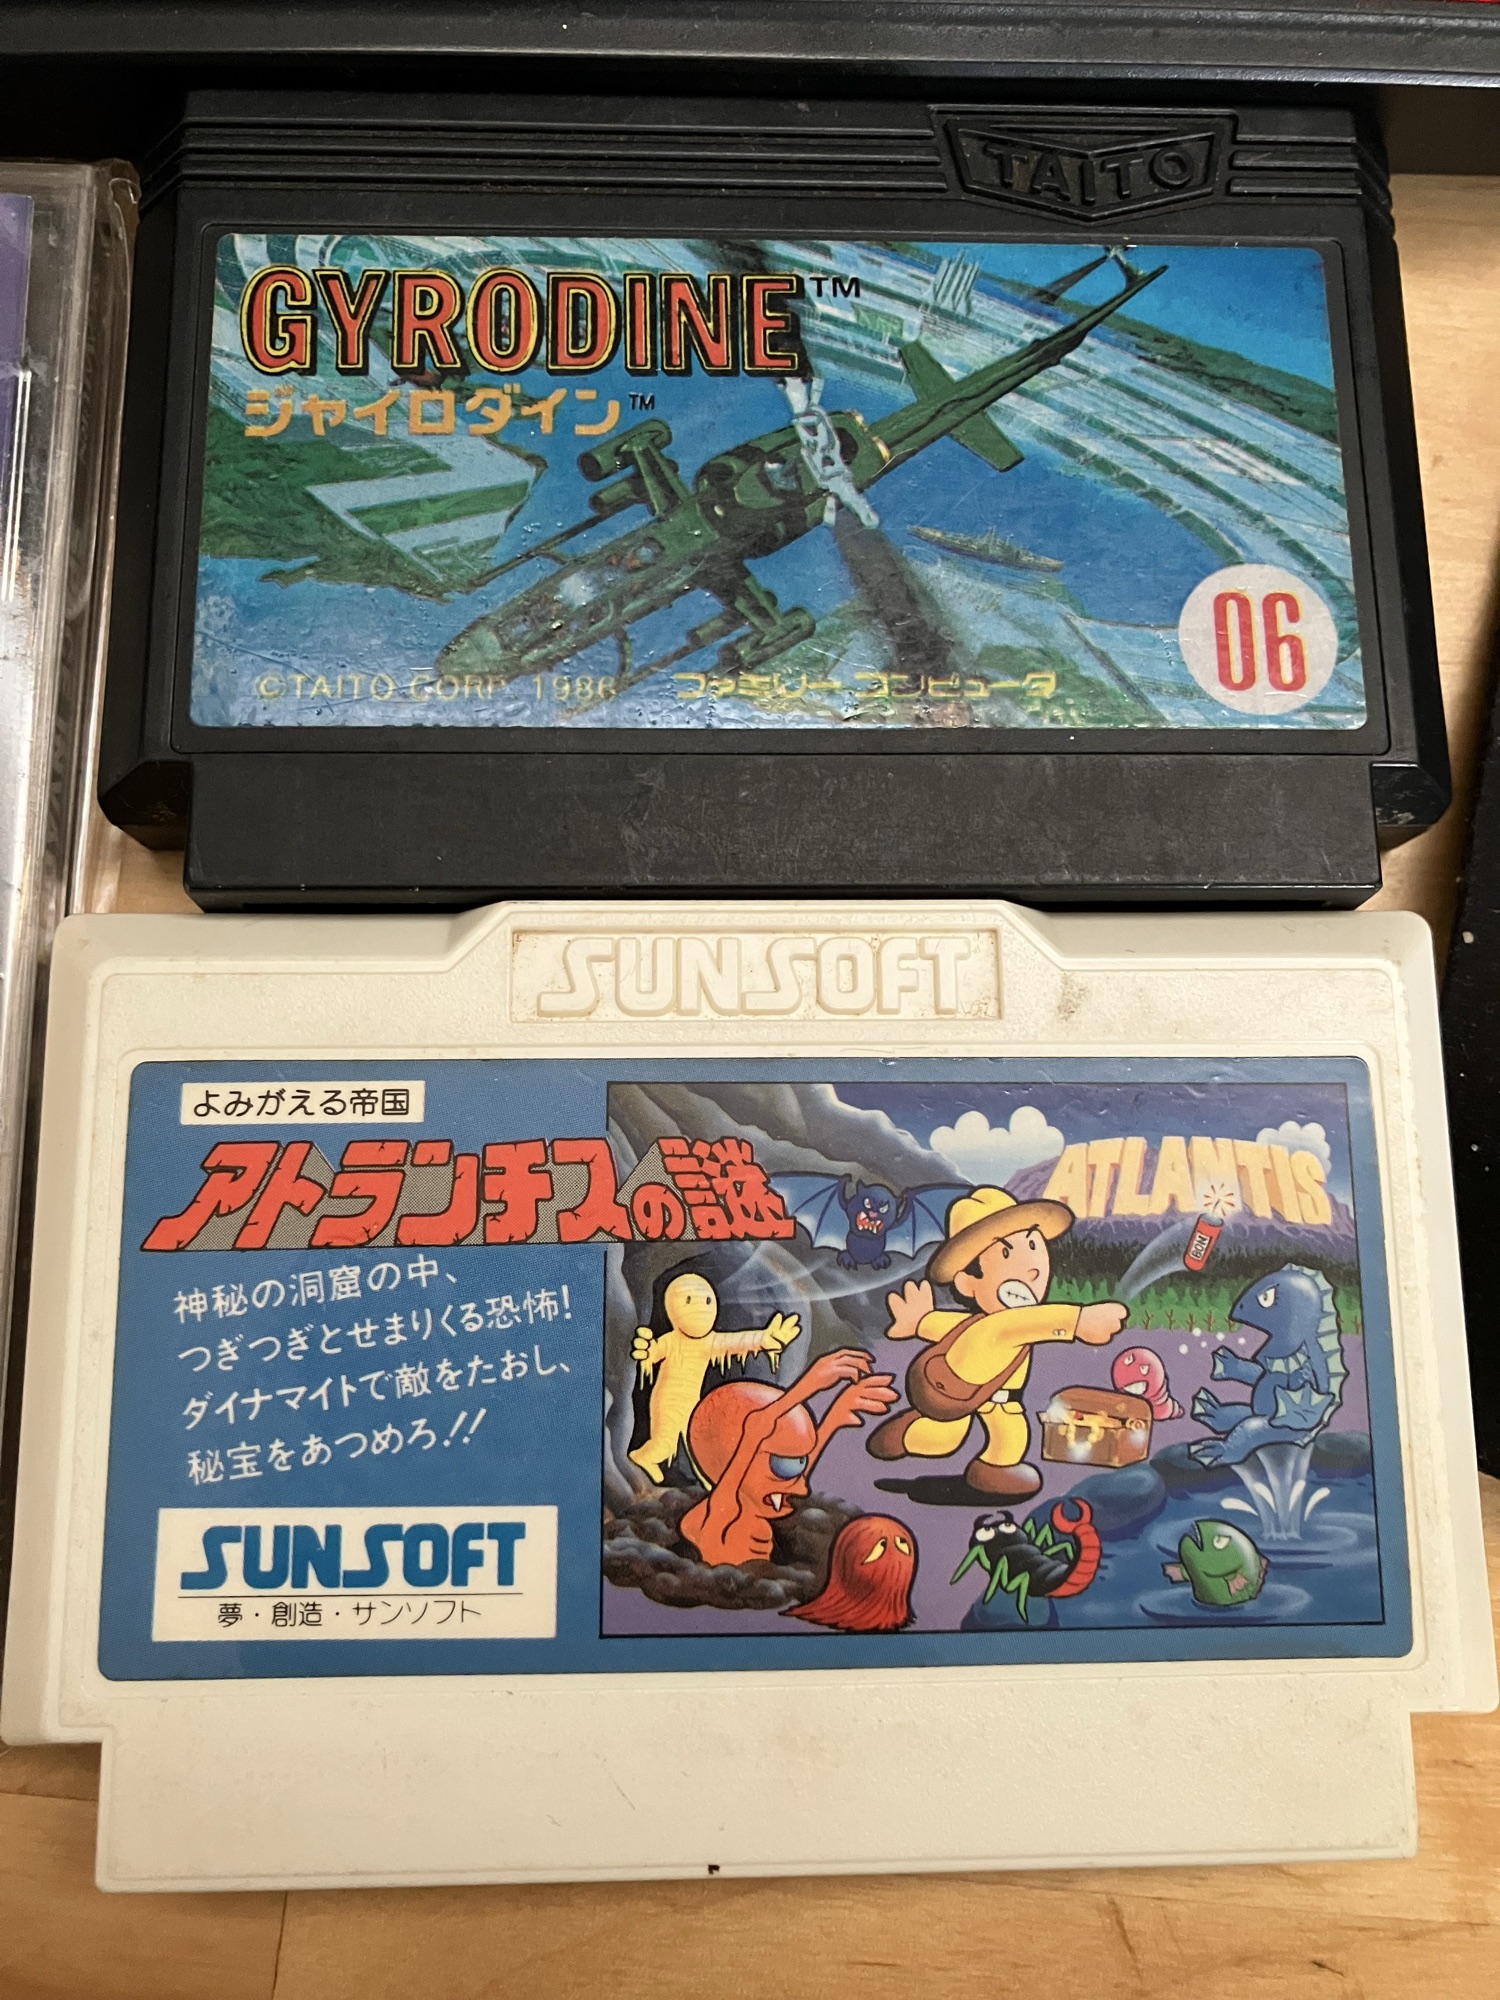 TAITO
GYRODINE™
ジャイロダイン™
06
©TAITO CORP. 1986 ファミリーコンピュータ
SUNSOFT
よみがえる帝国
アトランチスの謎
ATLANTIS
BOM
神秘の洞窟の中、
つぎつぎとせまりくる恐怖!
ダイナマイトで敵をたおし、
秘宝をあつめろ!!
SUNSOFT
夢・創造・サンソフト